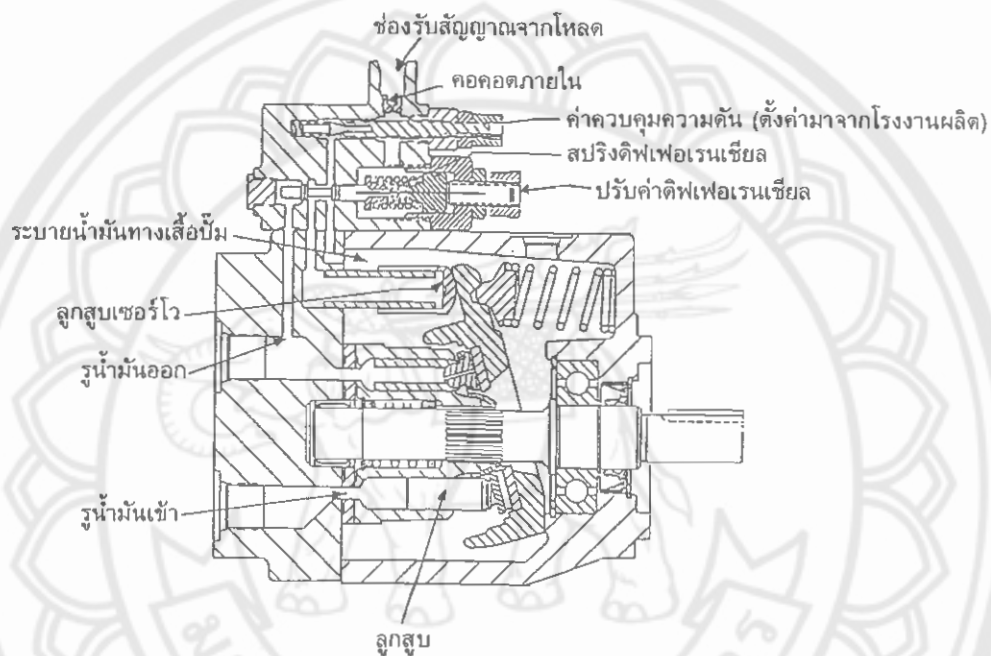 ช่องรับสัญญาณจากโหลด
คอคอดภายใน
ค่าควบคุมความดัน (ตั้งค่ามาจากโรงงานผลิต)
สปริงดิฟเฟอเรนเชียล
ปรับค่าดิฟเฟอเรนเชียล
ระบายน้ำมันทางเสื้อปั๊ม
ลูกสูบเซอร์โว
รูน้ำมันออก
รูน้ำมันเข้า
ลูกสูบ